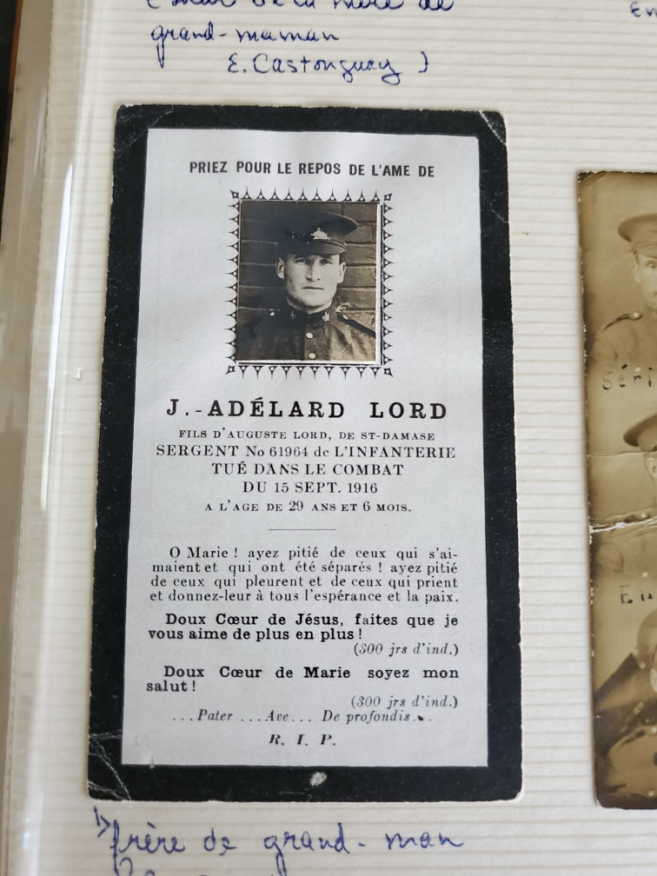 de la mère de
grand-maman
E. Castonguay )
En
PRIEZ POUR LE REPOS DE L'AME DE
J.-ADÉLARD LORD
FILS D'AUGUSTE LORD, DE ST-DAMASE
SERGENT No 61964 de L'INFANTERIE
TUÉ DANS LE COMBAT
DU 15 SEPT. 1916
A L'AGE DE 29 ANS ET 6 MOIS.
O Marie ! ayez pitié de ceux qui s'ai-
maient et qui ont été séparés ! ayez pitié
de ceux qui pleurent et de ceux qui prient
et donnez-leur à tous l'espérance et la paix.
Doux Cœur de Jésus, faites que je
vous aime de plus en plus !
(300 jrs d'ind.)
Doux Cœur de Marie soyez mon
salut !
(300 jrs d'ind.)
...Pater ...Ave... De profondis...
R. I. P.
frère de grand-man